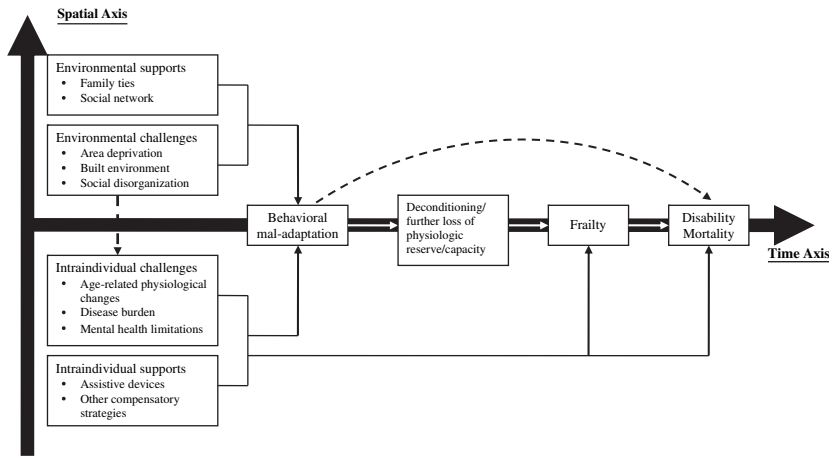 Spatial Axis
Environmental supports
• Family ties
• Social network
Environmental challenges
• Area deprivation
• Built environment
• Social disorganization
Behavioral
mal-adaptation
Deconditioning/
further loss of
physiologic
reserve/capacity
Frailty
Disability
Mortality
Time Axis
Intraindividual challenges
• Age-related physiological
changes
• Disease burden
• Mental health limitations
Intraindividual supports
• Assistive devices
• Other compensatory
strategies